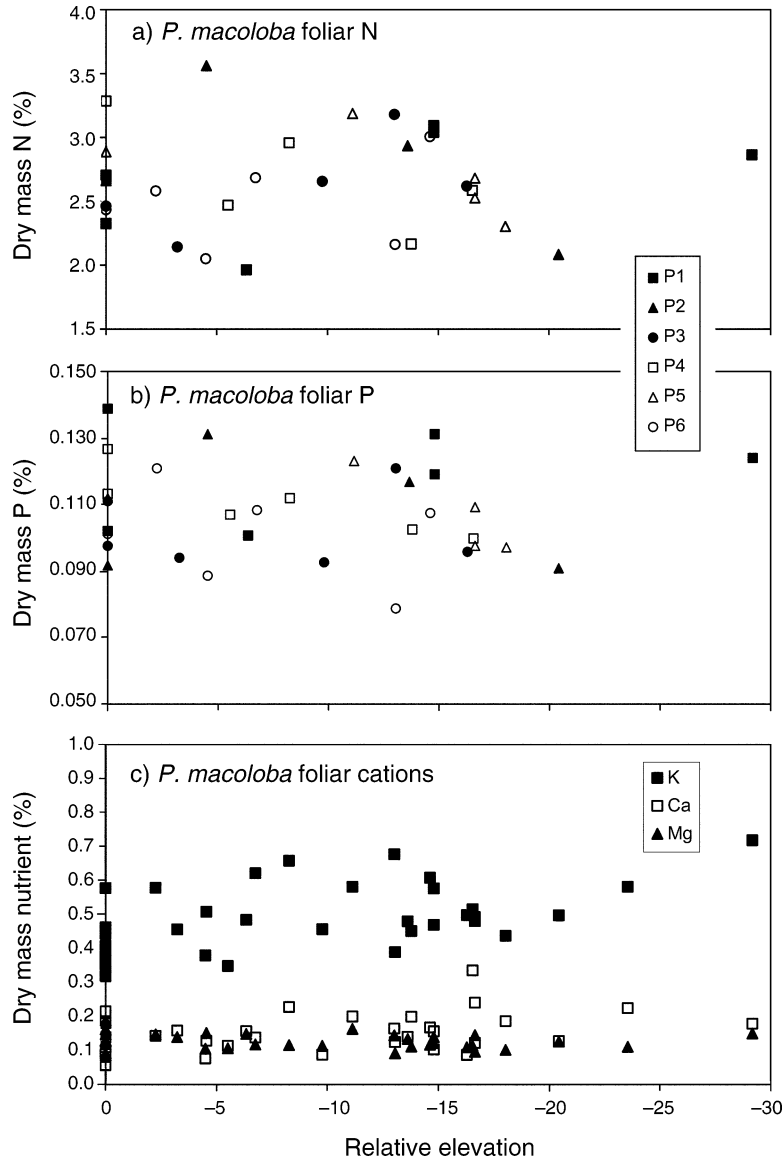 a) P. macoloba foliar N
Dry mass N (%)
4.0
3.5
3.0
2.5
2.0
1.5
P1
P2
P3
P4
P5
P6
b) P. macoloba foliar P
Dry mass P (%)
0.150
0.130
0.110
0.090
0.070
0.050
c) P. macoloba foliar cations
Dry mass nutrient (%)
1.0
0.9
0.8
0.7
0.6
0.5
0.4
0.3
0.2
0.1
0.0
K
Ca
Mg
0 –5 –10 –15 –20 –25 –30
Relative elevation